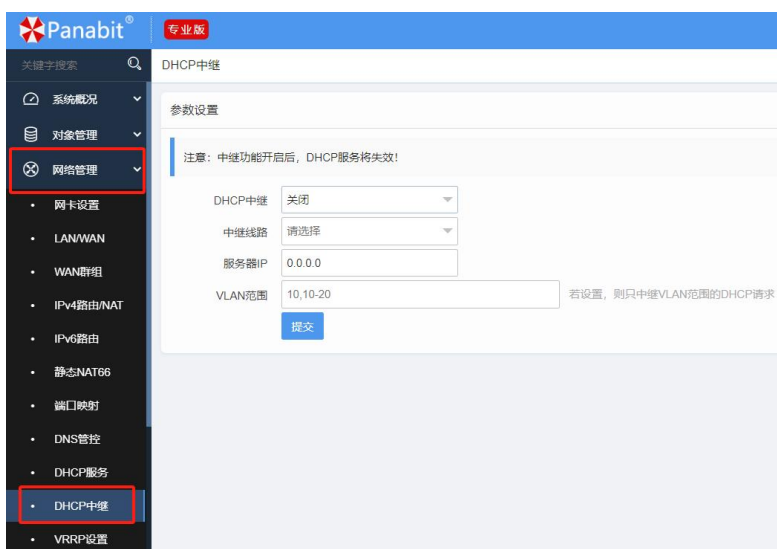 Panabit®
专业版
关键字搜索
DHCP中继
系统概况
对象管理
网络管理
网卡设置
LAN/WAN
WAN群组
IPv4路由/NAT
IPv6路由
静态NAT66
端口映射
DNS管控
DHCP服务
DHCP中继
VRRP设置
参数设置
注意：中继功能开启后，DHCP服务将失效！
DHCP中继 关闭
中继线路 请选择
服务器IP 0.0.0.0
VLAN范围 10,10-20 若设置，则只中继VLAN范围的DHCP请求
提交